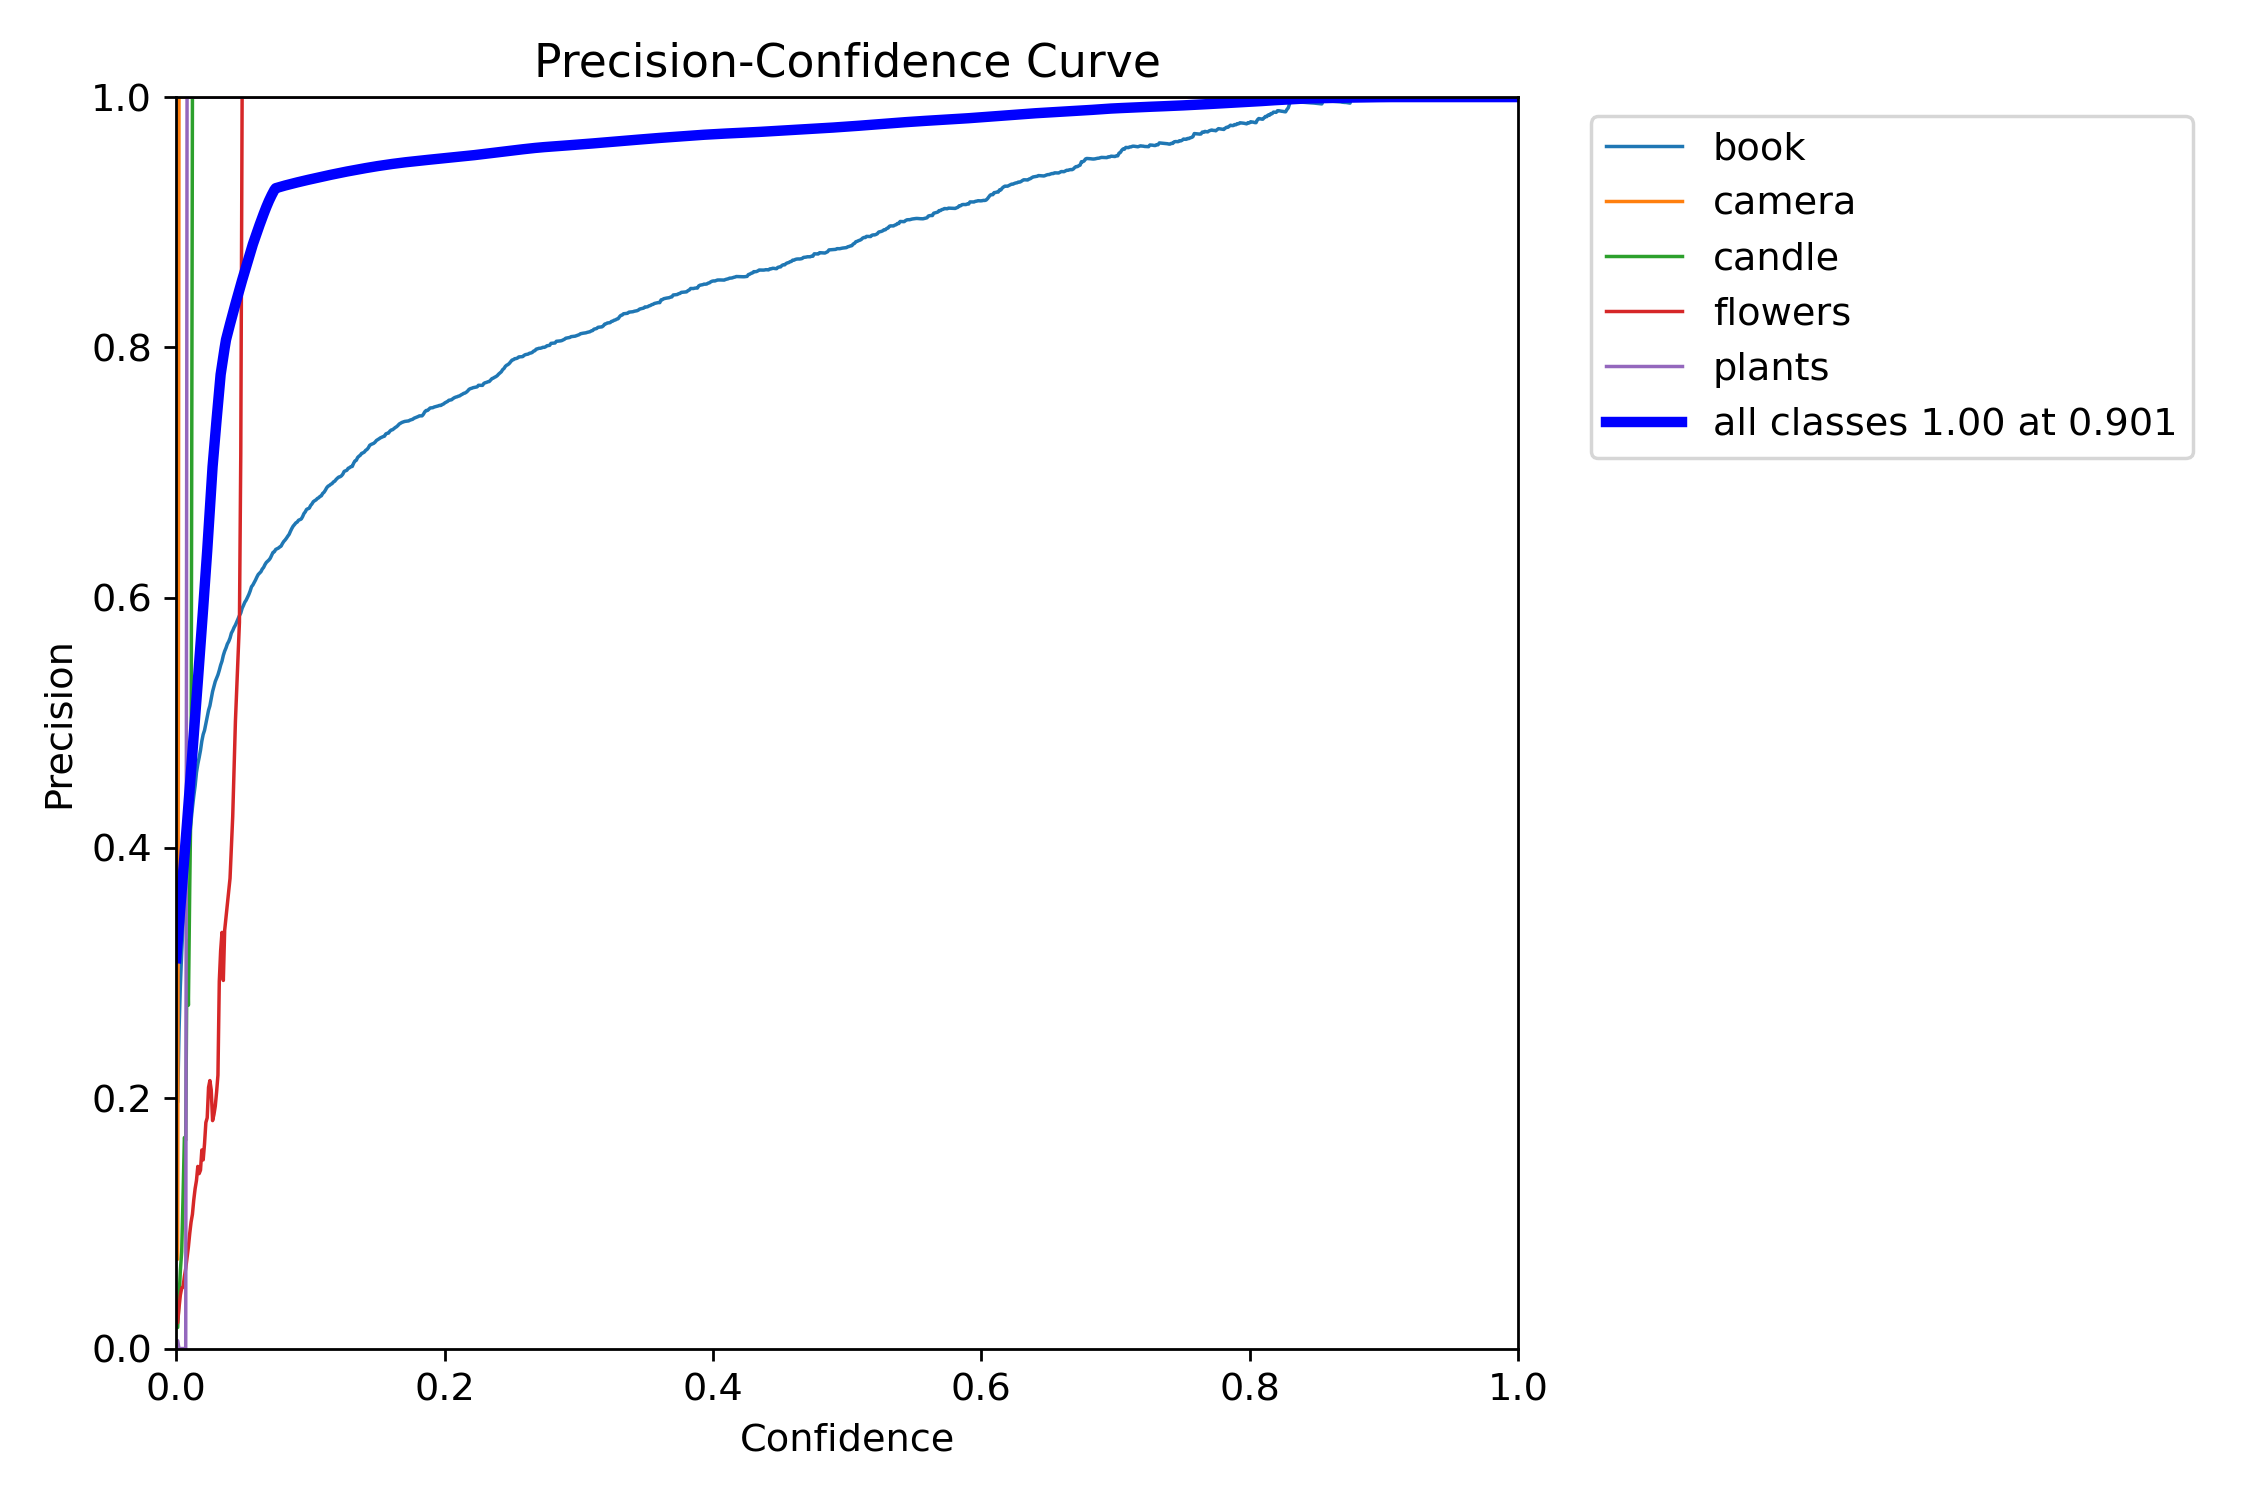 Precision-Confidence Curve
1.0
0.8
0.6
0.4
0.2
0.0
Precision
0.0 0.2 0.4 0.6 0.8 1.0
Confidence
book
camera
candle
flowers
plants
all classes 1.00 at 0.901